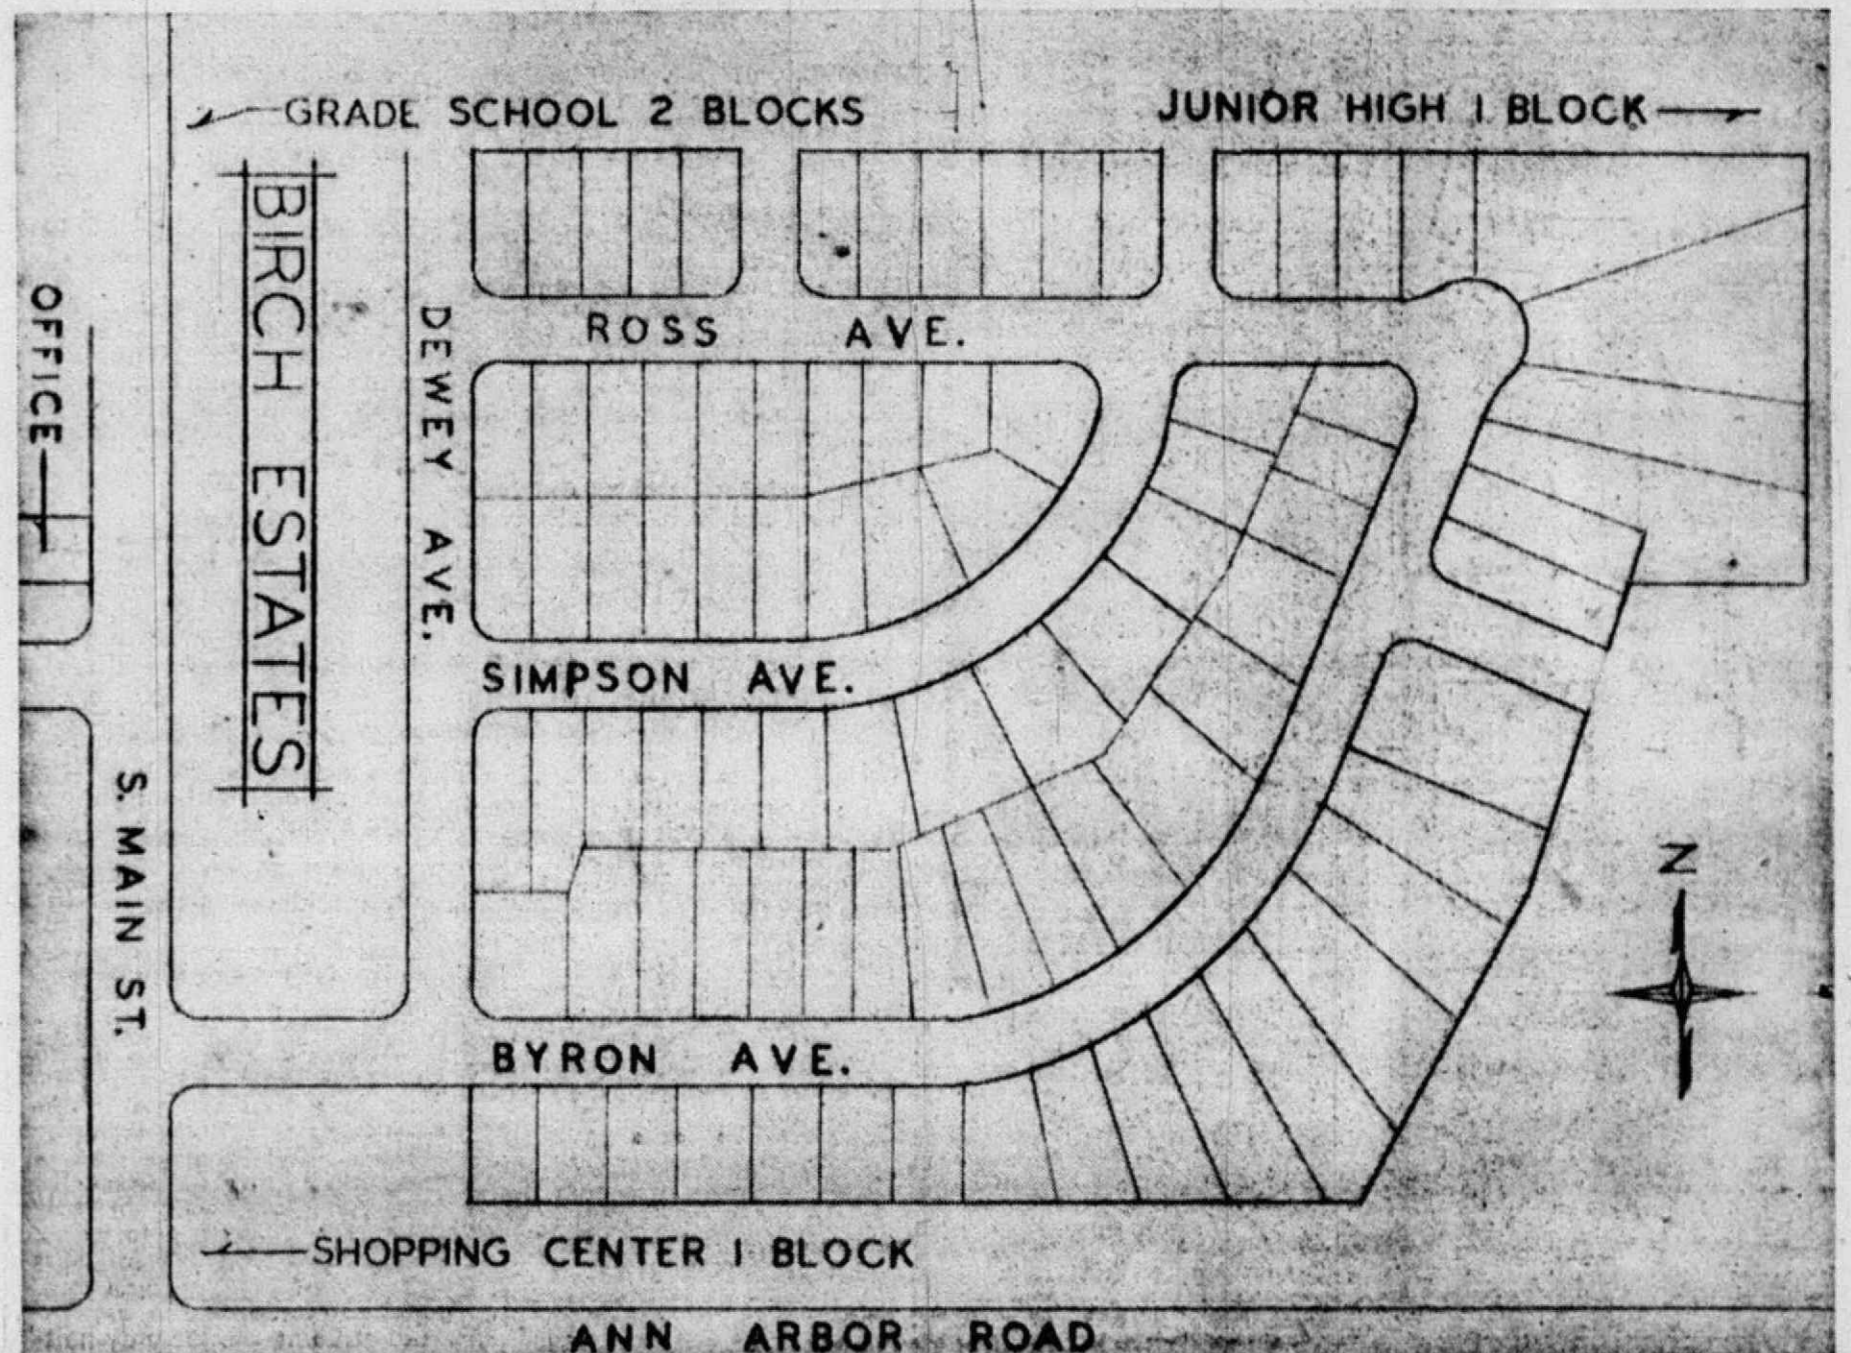 GRADE SCHOOL 2 BLOCKS
JUNIOR HIGH 1 BLOCK
BIRCH ESTATES
OFFICE
DEWEY AVE.
ROSS AVE.
SIMPSON AVE.
S. MAIN ST.
N
BYRON AVE.
SHOPPING CENTER 1 BLOCK
ANN ARBOR ROAD